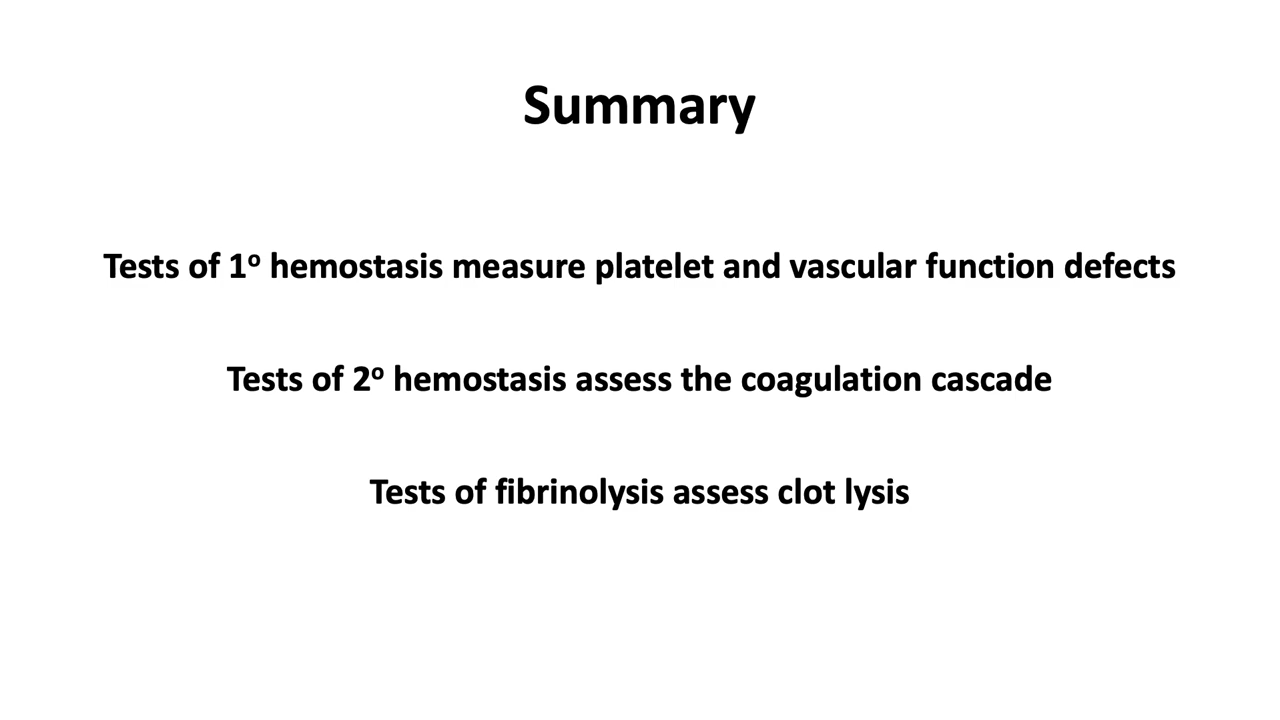 Summary
Tests of 1º hemostasis measure platelet and vascular function defects
Tests of 2º hemostasis assess the coagulation cascade
Tests of fibrinolysis assess clot lysis